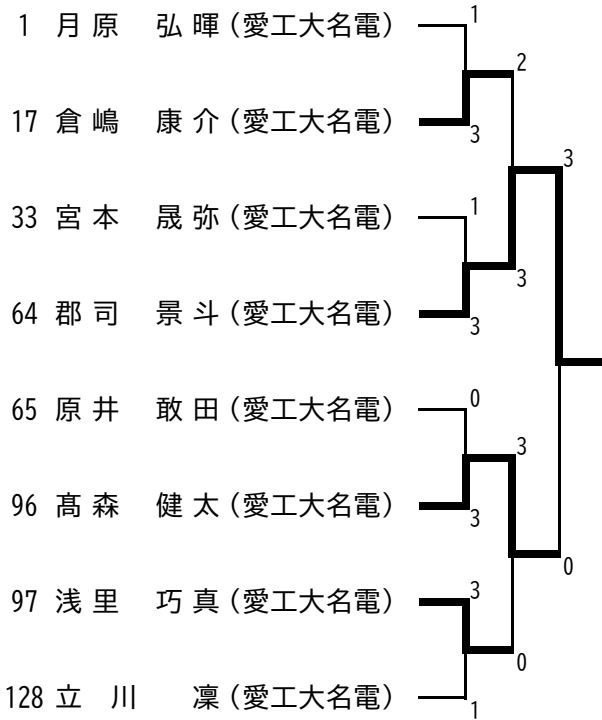 1 月原 弘暉(愛工大名電)
1
2
17 倉嶋 康介(愛工大名電)
3
3
33 宮本 晟弥(愛工大名電)
1
3
64 郡司 景斗(愛工大名電)
3
65 原井 敢田(愛工大名電)
0
3
96 髙森 健太(愛工大名電)
3
0
97 浅里 巧真(愛工大名電)
3
0
128 立川 凜(愛工大名電)
1